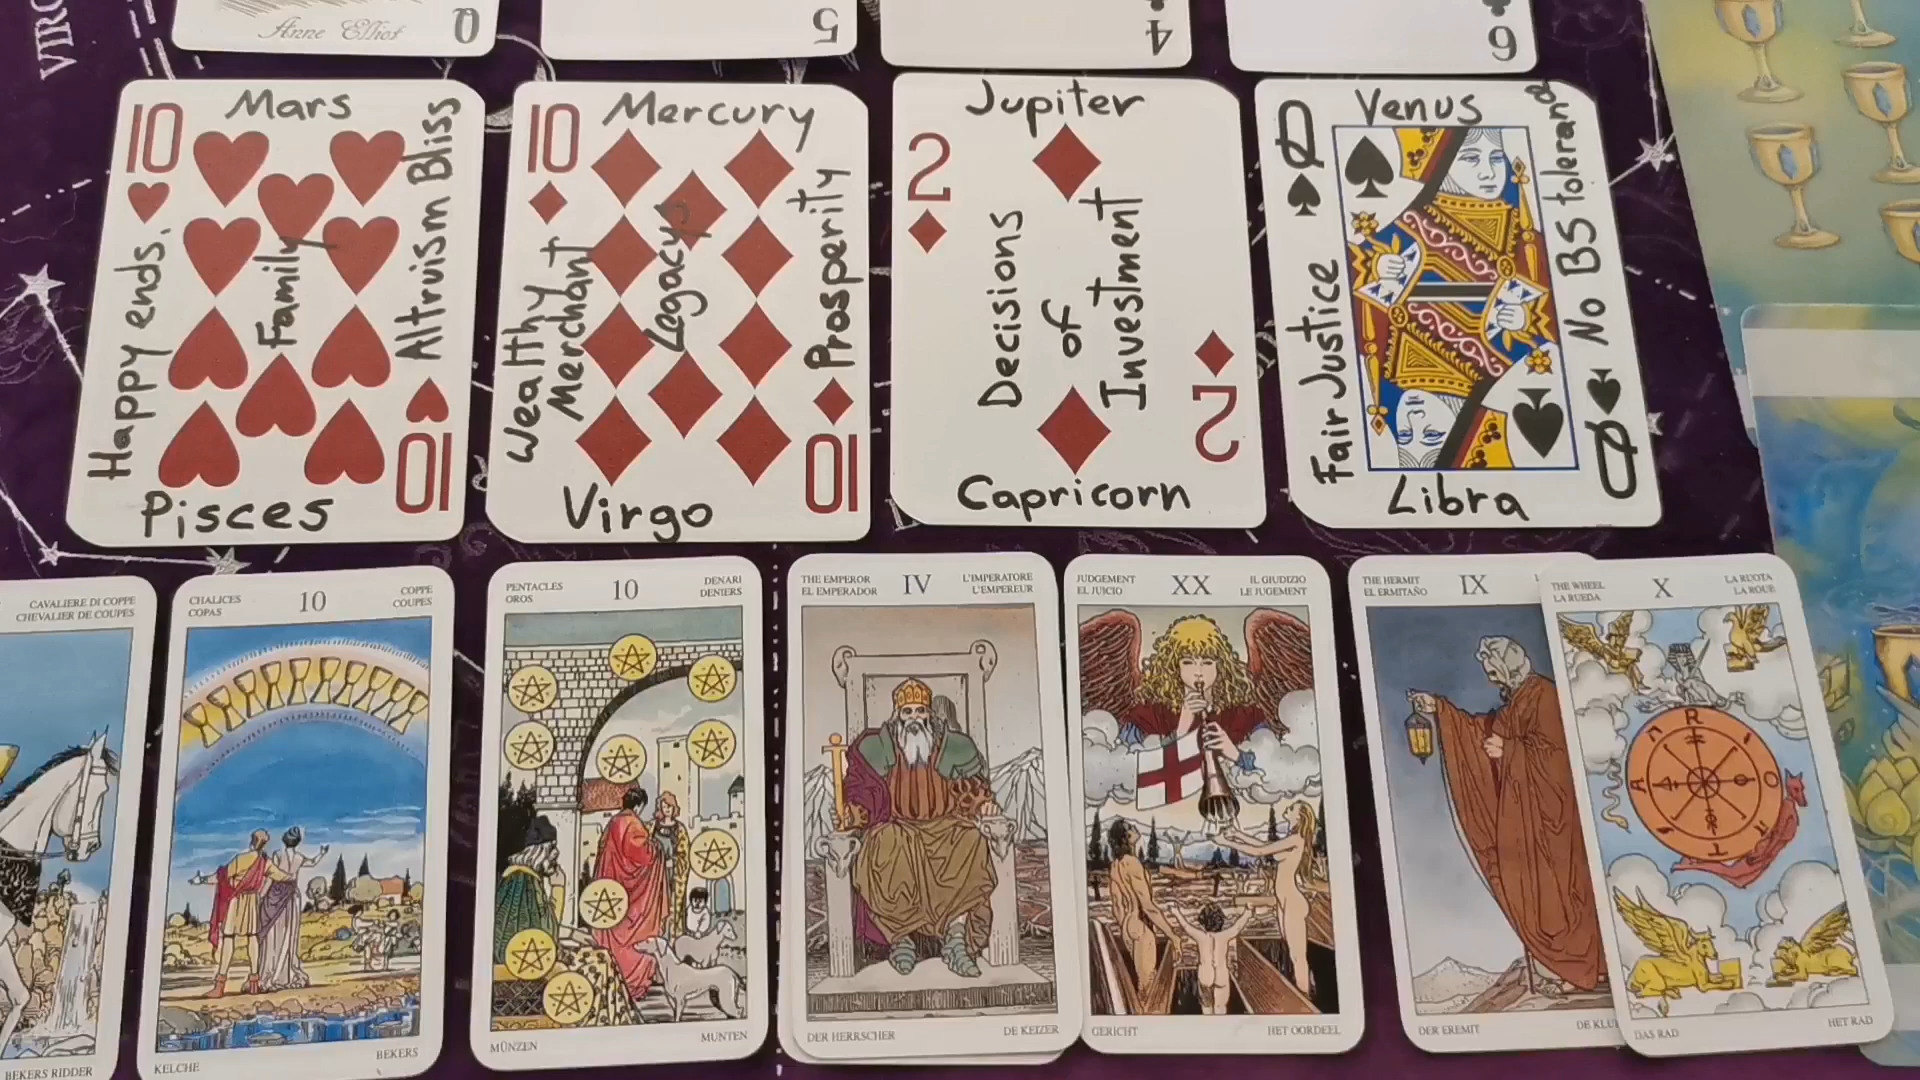 VIRG
Anne Elliot
Q
5
4
6
10
Mars
Happy ends.
Family
Altruism Bliss
10
Pisces
10
Mercury
Wealthy
Merchant
Legacy
Prosperity
10
Virgo
2
Jupiter
Decisions
of
Investment
2
Capricorn
Q
Venus
Fair Justice
No BS tolerance
Q
Libra
CAVALIERE DI COPPE
CHEVALIER DE COUPES
BEKERS RIDDER
CHALICES
COPAS
10
COPPE
COUPES
KELCHE
BEKERS
PENTACLES
OROS
10
DENARI
DENIERS
MÜNZEN
MUNTEN
THE EMPEROR
EL EMPERADOR
IV
L'IMPERATORE
L'EMPEREUR
DER HERRSCHER
DE KEIZER
JUDGEMENT
EL JUICIO
XX
IL GIUDIZIO
LE JUGEMENT
GERICHT
HET OORDEEL
THE HERMIT
EL ERMITAÑO
IX
DER EREMIT
THE WHEEL
LA RUEDA
X
LA RUOTA
LA ROUE
DAS RAD
HET RAD